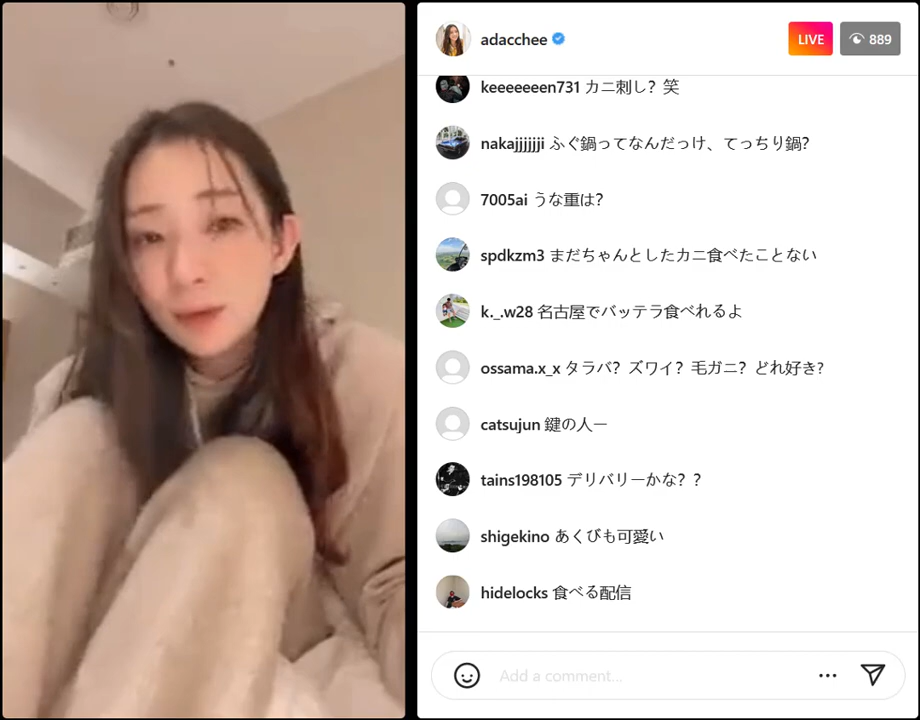 adacchee
LIVE
889
keeeeeeen731 カニ刺し？笑
nakajjjjjji ふぐ鍋ってなんだっけ、てっちり鍋？
7005ai うな重は？
spdkzm3 まだちゃんとしたカニ食べたことない
k._.w28 名古屋でバッテラ食べれるよ
ossama.x_x タラバ？ズワイ？毛ガニ？どれ好き？
catsujun 鍵の人ー
tains198105 デリバリーかな？？
shigekino あくびも可愛い
hidelocks 食べる配信
Add a comment...